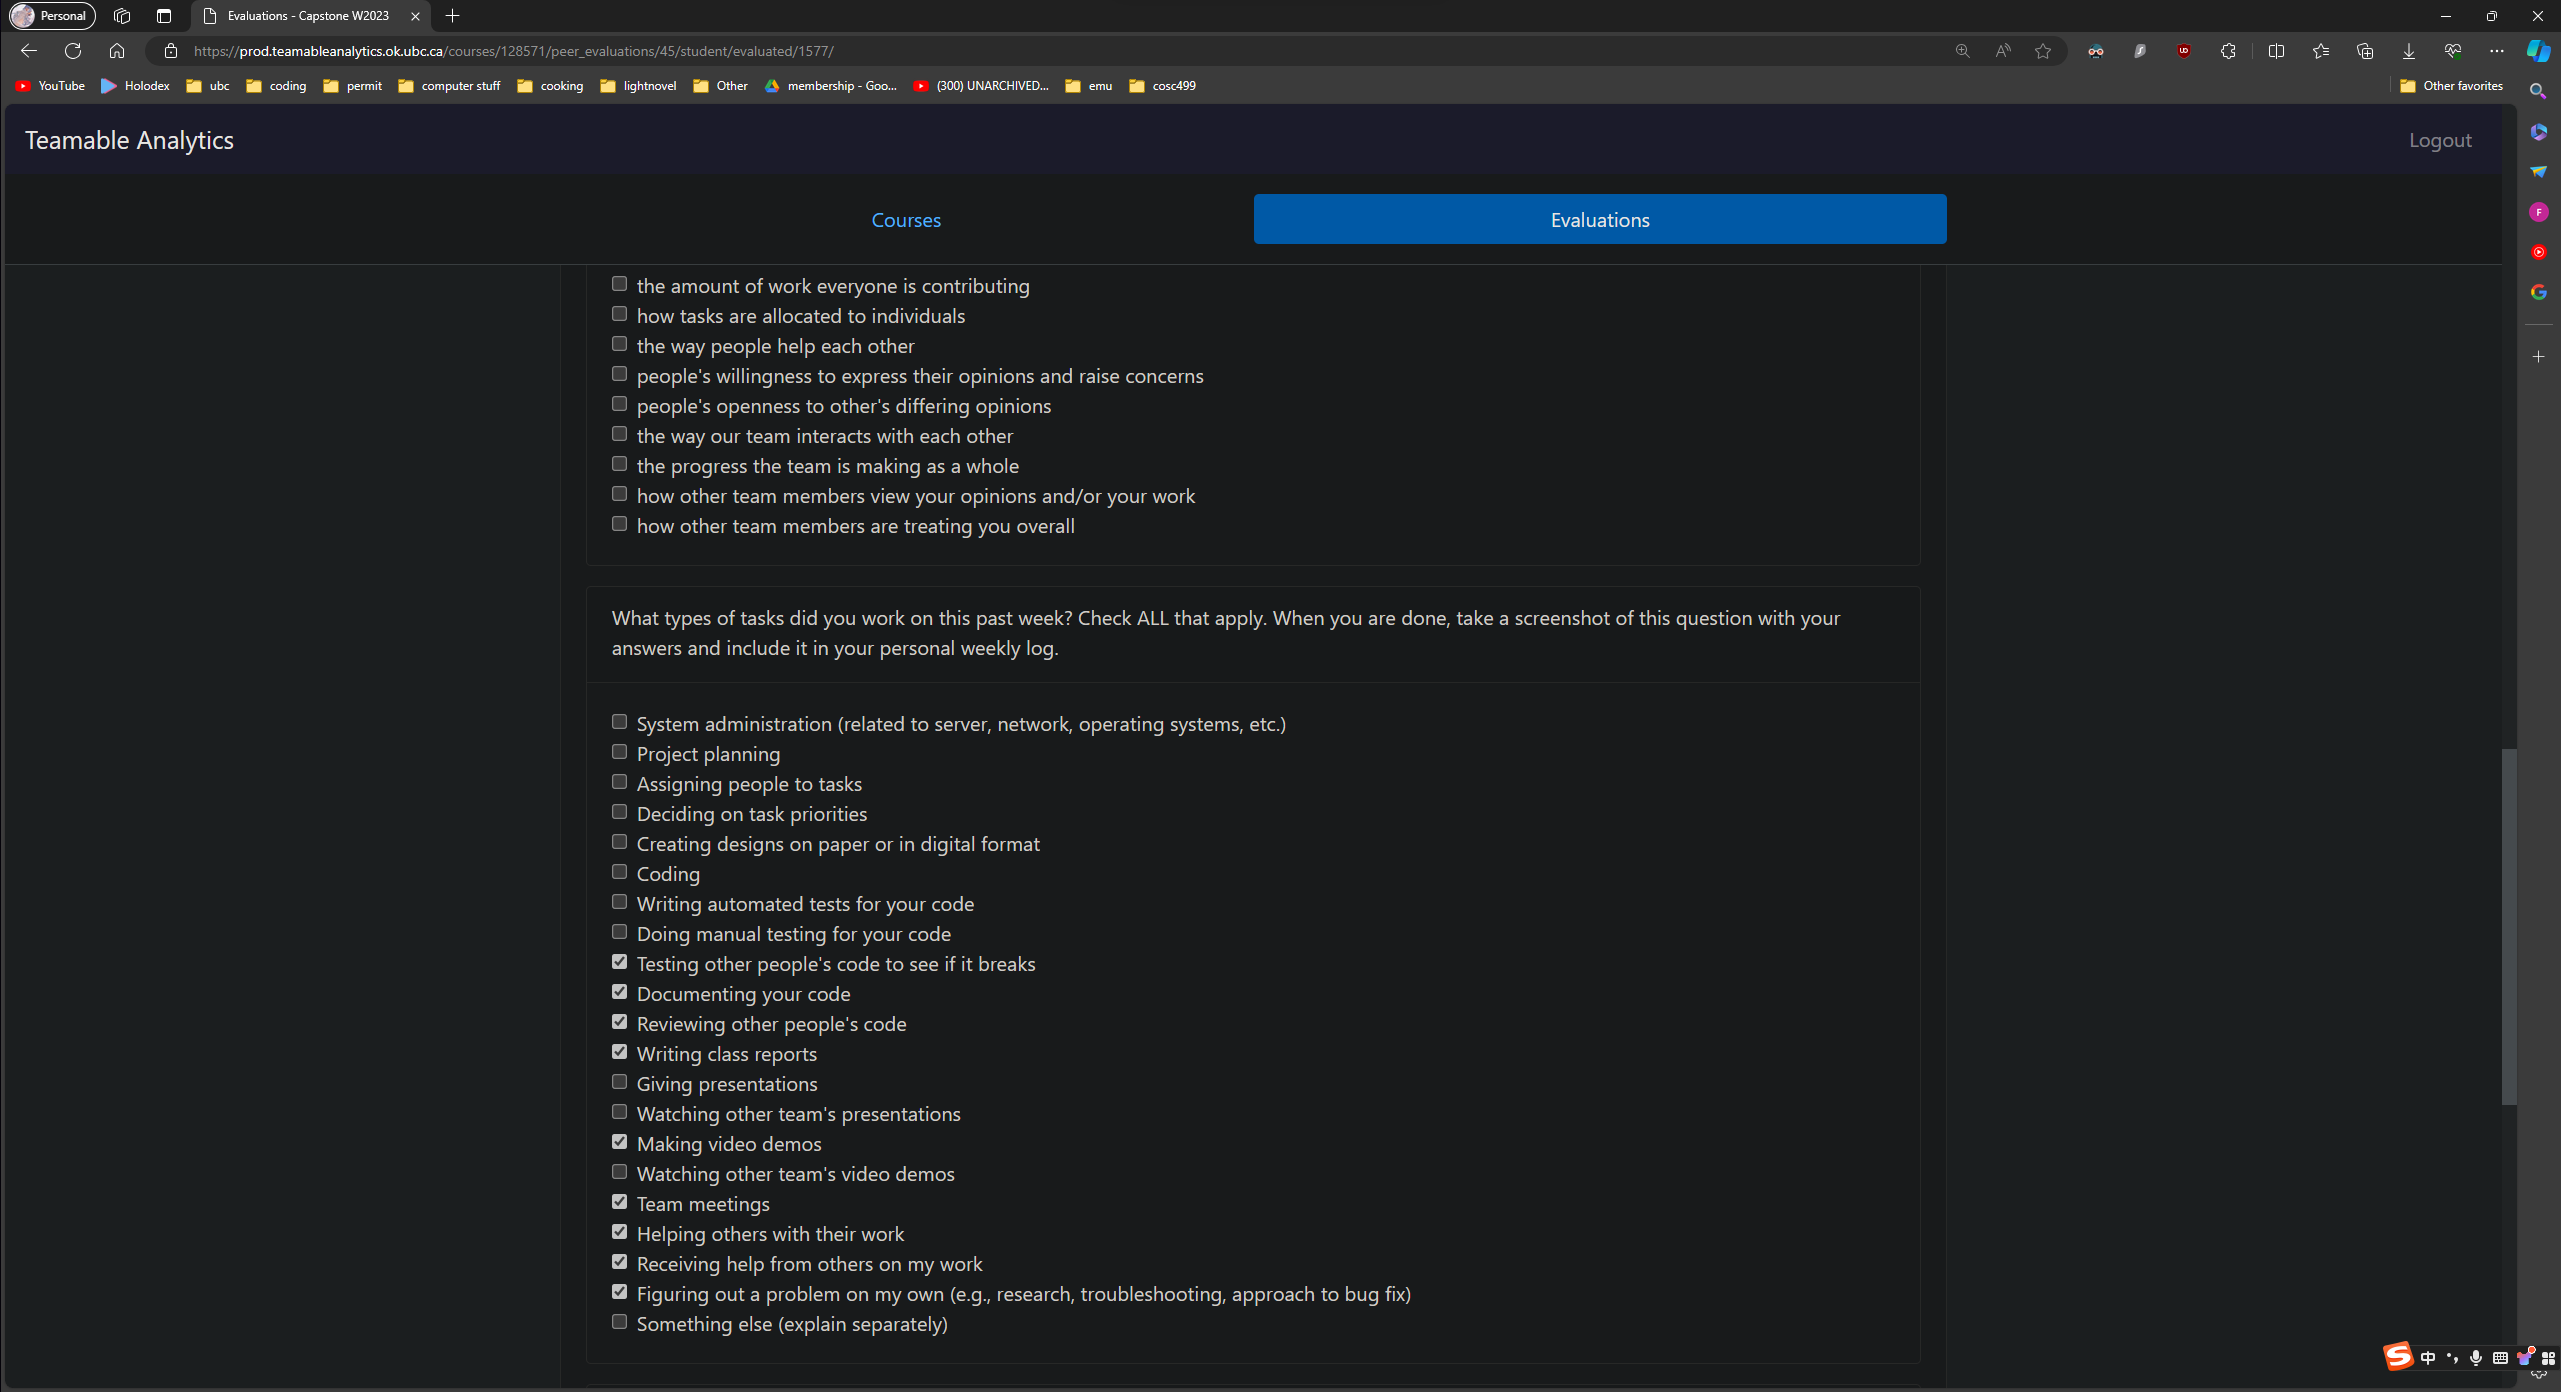 Personal
Evaluations - Capstone W2023
https://prod.teamableanalytics.ok.ubc.ca/courses/128571/peer_evaluations/45/student/evaluated/1577/
YouTube Holodex ubc coding permit computer stuff cooking lightnovel Other membership - Goo... (300) UNARCHIVED... emu cosc499 Other favorites
Teamable Analytics Logout
Courses Evaluations
the amount of work everyone is contributing
how tasks are allocated to individuals
the way people help each other
people's willingness to express their opinions and raise concerns
people's openness to other's differing opinions
the way our team interacts with each other
the progress the team is making as a whole
how other team members view your opinions and/or your work
how other team members are treating you overall
What types of tasks did you work on this past week? Check ALL that apply. When you are done, take a screenshot of this question with your
answers and include it in your personal weekly log.
System administration (related to server, network, operating systems, etc.)
Project planning
Assigning people to tasks
Deciding on task priorities
Creating designs on paper or in digital format
Coding
Writing automated tests for your code
Doing manual testing for your code
Testing other people's code to see if it breaks
Documenting your code
Reviewing other people's code
Writing class reports
Giving presentations
Watching other team's presentations
Making video demos
Watching other team's video demos
Team meetings
Helping others with their work
Receiving help from others on my work
Figuring out a problem on my own (e.g., research, troubleshooting, approach to bug fix)
Something else (explain separately)
中